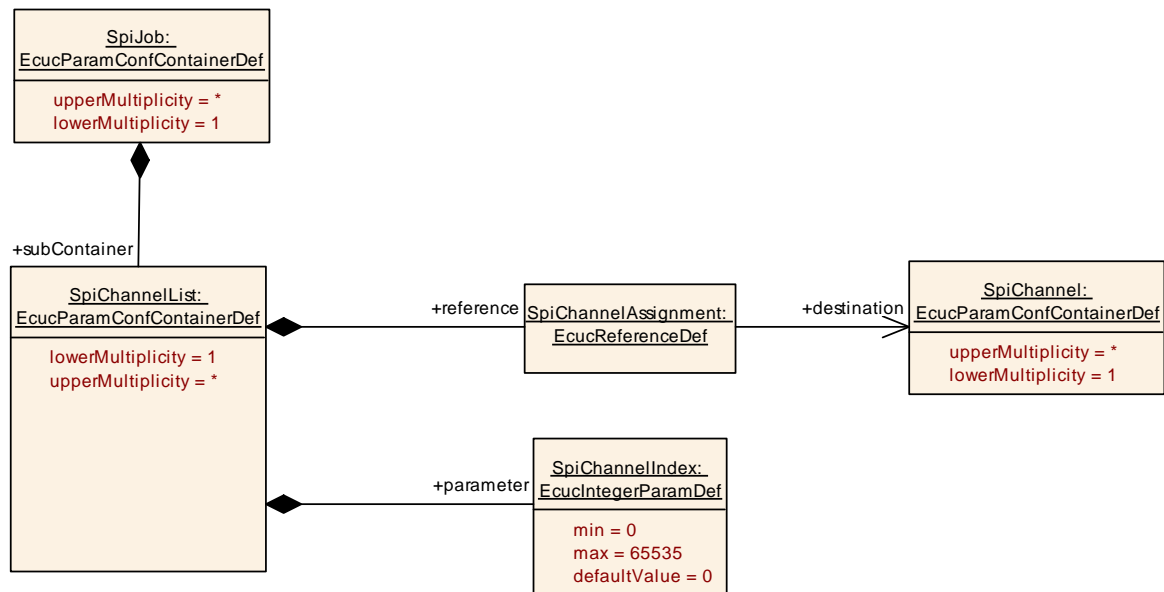 SpiJob:
EcucParamConfContainerDef
upperMultiplicity = *
lowerMultiplicity = 1
+subContainer
SpiChannelList:
EcucParamConfContainerDef
lowerMultiplicity = 1
upperMultiplicity = *
+reference
SpiChannelAssignment:
EcucReferenceDef
+destination
SpiChannel:
EcucParamConfContainerDef
upperMultiplicity = *
lowerMultiplicity = 1
+parameter
SpiChannelIndex:
EcucIntegerParamDef
min = 0
max = 65535
defaultValue = 0